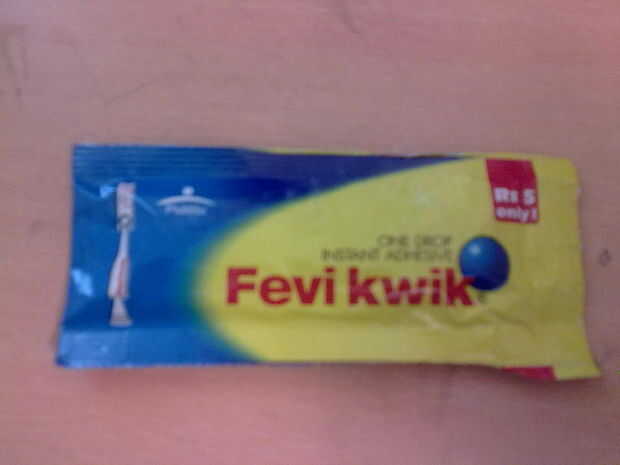 Rs 5
only!
ONE DROP
INSTANT ADHESIVE
Fevi kwik